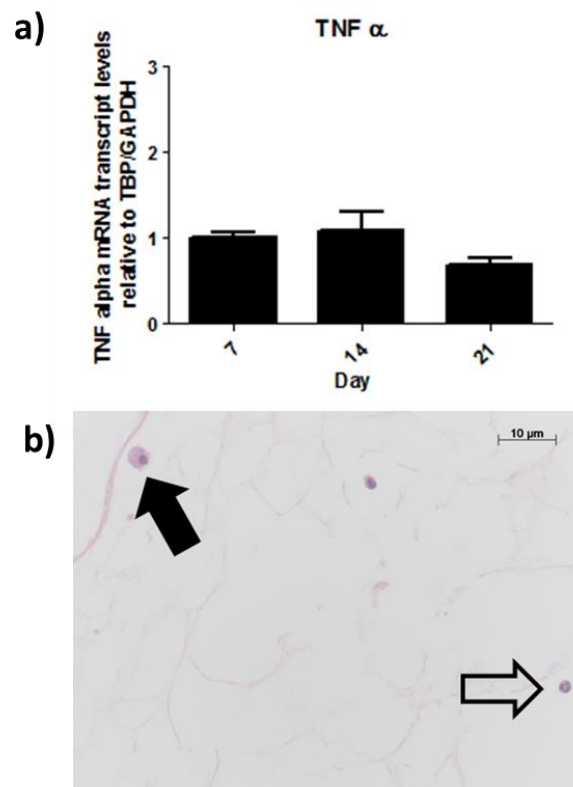 a)
TNF α
TNF alpha mRNA transcript levels
relative to TBP/GAPDH
3
2
1
0
7
14
21
Day
b)
10 µm